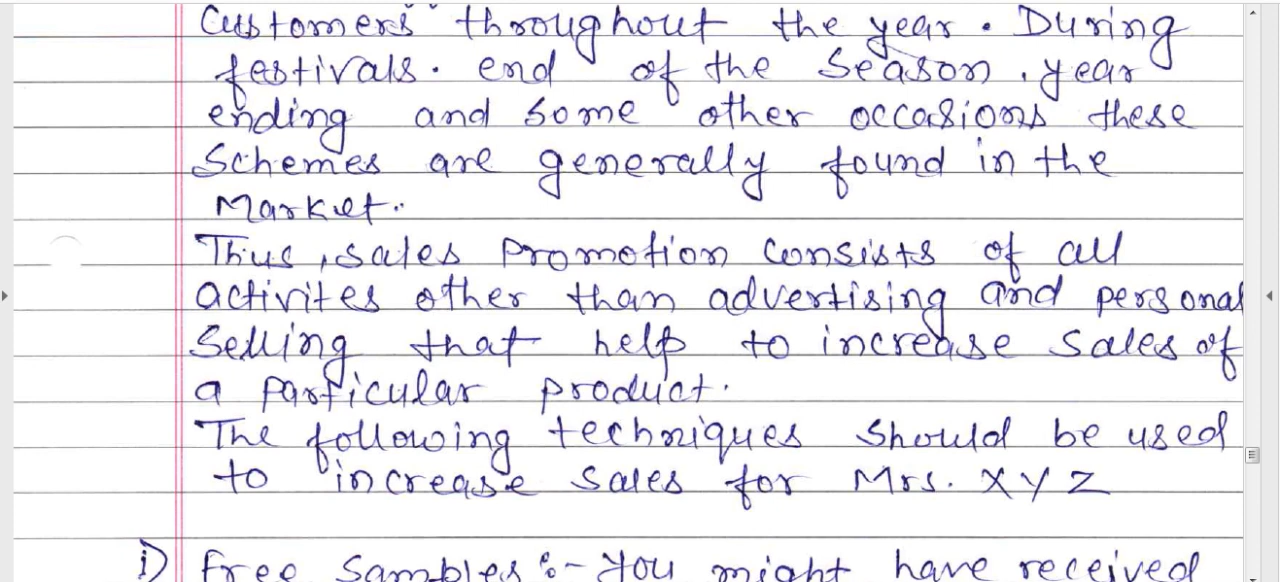 Customers" throughout the year. During
festivals. end of the Season, year
ending and some other occasions these
Schemes are generally found in the
Market..
Thus, sales Promotion Consists of all
activites other than advertising and personal
Selling that help to increase Sales of
a Particular product.
The following techniques should be used
to increase Sales for Mrs. XYZ
i) free samples:- You might have received